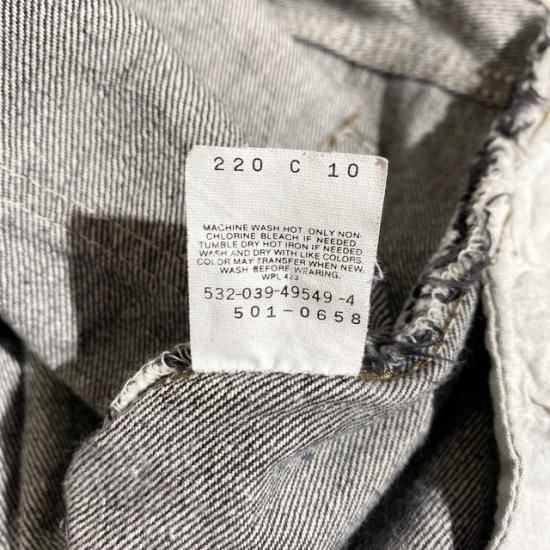 220 C 10
MACHINE WASH HOT. ONLY NON-
CHLORINE BLEACH IF NEEDED
TUMBLE DRY HOT IRON IF NEEDED.
WASH AND DRY WITH LIKE COLORS.
COLOR MAY TRANSFER WHEN NEW.
WASH BEFORE WEARING.
WPL 423
532-039-49549-4
501-0658